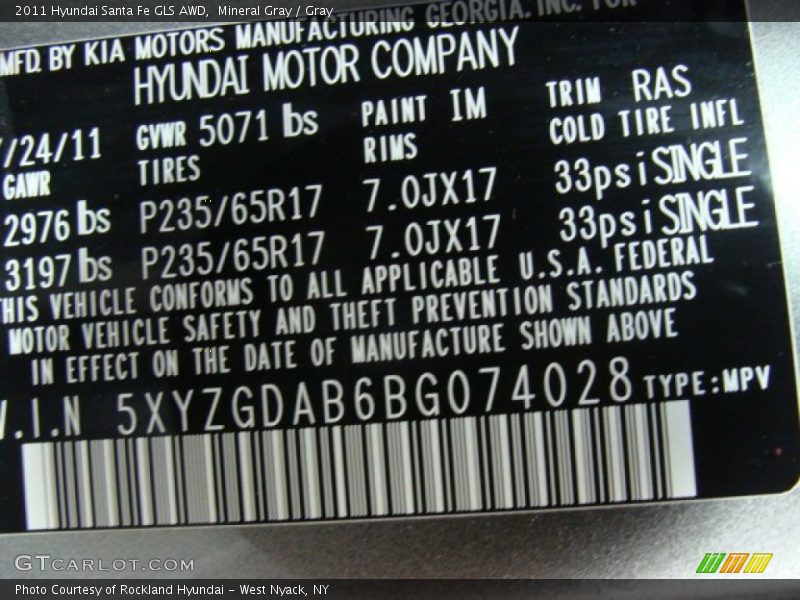 2011 Hyundai Santa Fe GLS AWD, Mineral Gray / Gray
MFD. BY KIA MOTORS MANUFACTURING GEORGIA. INC. FOR
HYUNDAI MOTOR COMPANY
/24/11 GVWR 5071 lbs PAINT IM TRIM RAS
GAWR TIRES RIMS COLD TIRE INFL
2976 lbs P235/65R17 7.0JX17 33psi SINGLE
3197 lbs P235/65R17 7.0JX17 33psi SINGLE
THIS VEHICLE CONFORMS TO ALL APPLICABLE U.S.A. FEDERAL
MOTOR VEHICLE SAFETY AND THEFT PREVENTION STANDARDS
IN EFFECT ON THE DATE OF MANUFACTURE SHOWN ABOVE
V.I.N 5XYZGDAB6BG074028 TYPE:MPV
GTCARLOT.COM
Photo Courtesy of Rockland Hyundai - West Nyack, NY